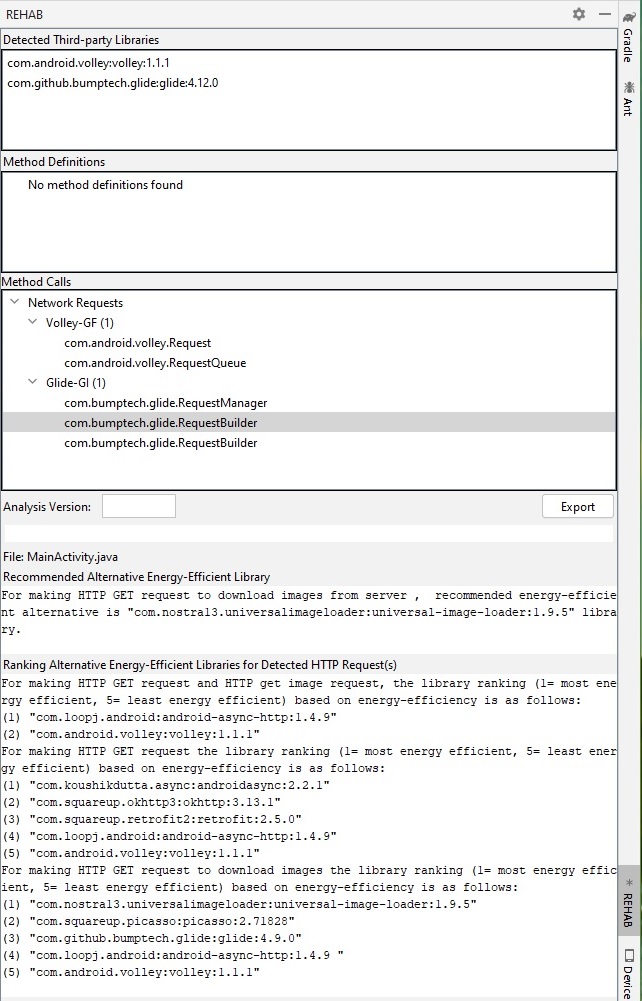 REHAB
Detected Third-party Libraries
com.android.volley:volley:1.1.1
com.github.bumptech.glide:glide:4.12.0
Method Definitions
No method definitions found
Method Calls
Network Requests
Volley-GF (1)
com.android.volley.Request
com.android.volley.RequestQueue
Glide-GI (1)
com.bumptech.glide.RequestManager
com.bumptech.glide.RequestBuilder
com.bumptech.glide.RequestBuilder
Analysis Version:
Export
File: MainActivity.java
Recommended Alternative Energy-Efficient Library
For making HTTP GET request to download images from server ,  recommended energy-efficie
nt alternative is "com.nostra13.universalimageloader:universal-image-loader:1.9.5" libra
ry.
Ranking Alternative Energy-Efficient Libraries for Detected HTTP Request(s)
For making HTTP GET request and HTTP get image request, the library ranking (1= most ene
rgy efficient, 5= least energy efficient) based on energy-efficiency is as follows:
(1) "com.loopj.android:android-async-http:1.4.9"
(2) "com.android.volley:volley:1.1.1"
For making HTTP GET request the library ranking (1= most energy efficient, 5= least ener
gy efficient) based on energy-efficiency is as follows:
(1) "com.koushikdutta.async:androidasync:2.2.1"
(2) "com.squareup.okhttp3:okhttp:3.13.1"
(3) "com.squareup.retrofit2:retrofit:2.5.0"
(4) "com.loopj.android:android-async-http:1.4.9"
(5) "com.android.volley:volley:1.1.1"
For making HTTP GET request to download images the library ranking (1= most energy effic
ient, 5= least energy efficient) based on energy-efficiency is as follows:
(1) "com.nostra13.universalimageloader:universal-image-loader:1.9.5"
(2) "com.squareup.picasso:picasso:2.71828"
(3) "com.github.bumptech.glide:glide:4.9.0"
(4) "com.loopj.android:android-async-http:1.4.9 "
(5) "com.android.volley:volley:1.1.1"
Gradle
Ant
REHAB
Device